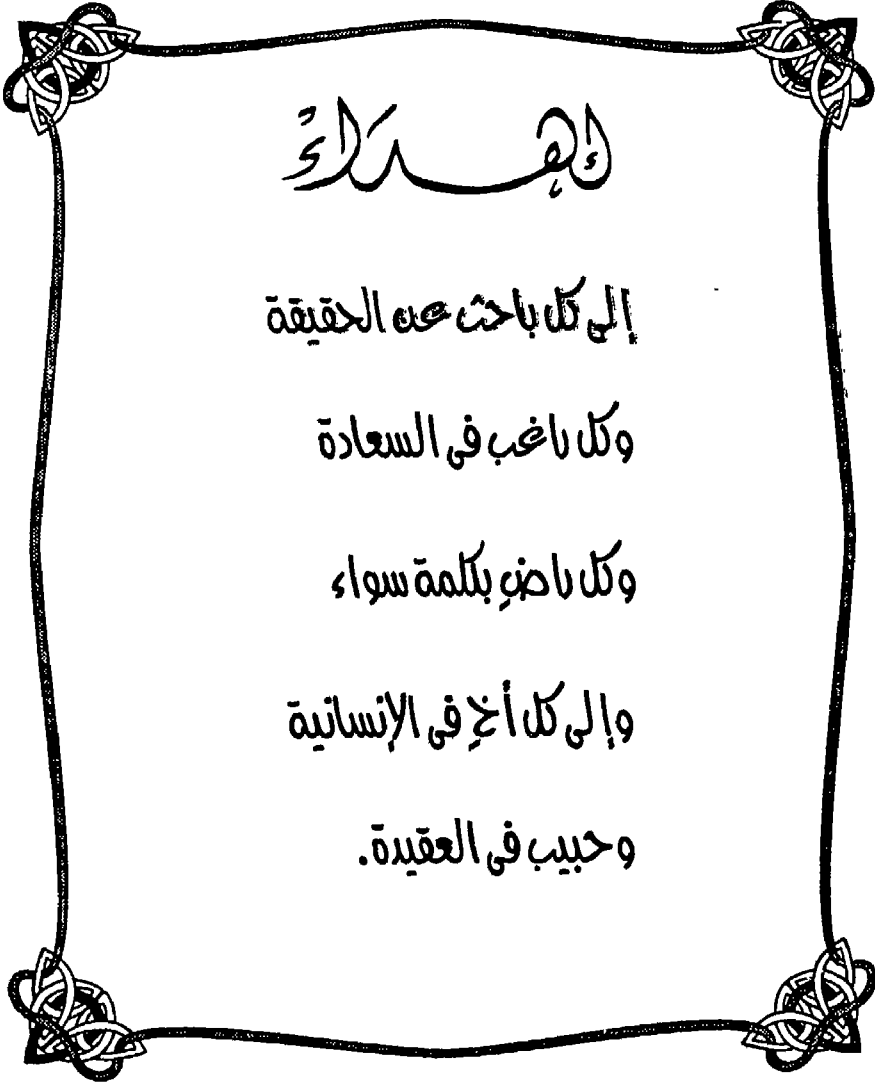 إهداءٌ
إلى كل باحث عن الحقيقة
وكل راغب فى السعادة
وكل راضٍ بكلمة سواء
وإلى كل أخٍ فى الإنسانية
وحبيب فى العقيدة.